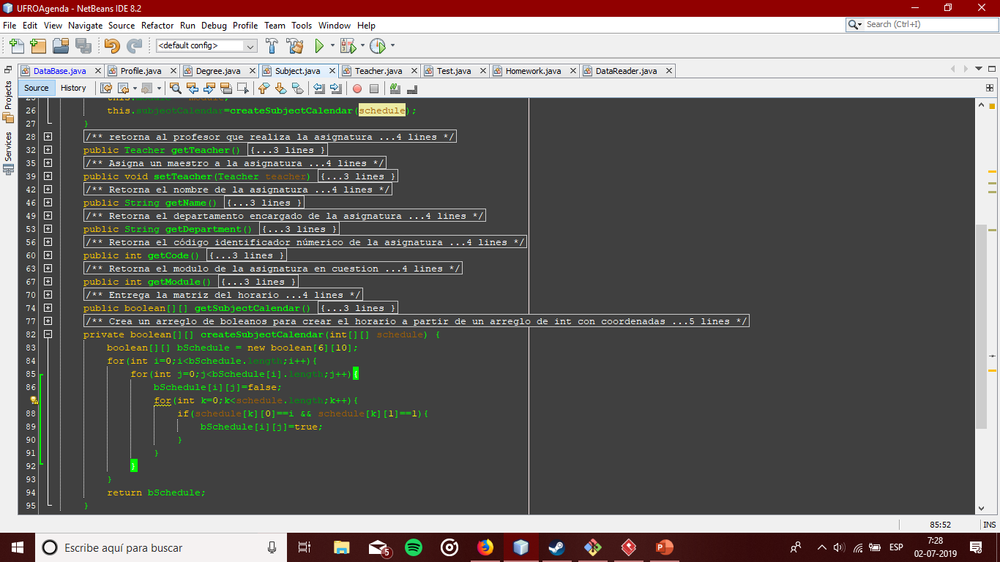 UFROAgenda - NetBeans IDE 8.2
File Edit View Navigate Source Refactor Run Debug Profile Team Tools Window Help
Search (Ctrl+I)
<default config>
DataBase.java Profile.java Degree.java Subject.java Teacher.java Test.java Homework.java DataReader.java
Source History
Projects
Services
26 this.subjectCalendar=createSubjectCalendar(schedule);
27 }
28 /** retorna al profesor que realiza la asignatura ...4 lines */
32 public Teacher getTeacher() {...3 lines }
35 /** Asigna un maestro a la asignatura ...4 lines */
39 public void setTeacher(Teacher teacher) {...3 lines }
42 /** Retorna el nombre de la asignatura ...4 lines */
46 public String getName() {...3 lines }
49 /** Retorna el departamento encargado de la asignatura ...4 lines */
53 public String getDepartment() {...3 lines }
56 /** Retorna el código identificador númerico de la asignatura ...4 lines */
60 public int getCode() {...3 lines }
63 /** Retorna el modulo de la asignatura en cuestion ...4 lines */
67 public int getModule() {...3 lines }
70 /** Entrega la matriz del horario ...4 lines */
74 public boolean[][] getSubjectCalendar() {...3 lines }
77 /** Crea un arreglo de boleanos para crear el horario a partir de un arreglo de int con coordenadas ...5 lines */
82 private boolean[][] createSubjectCalendar(int[][] schedule) {
83 boolean[][] bSchedule = new boolean[6][10];
84 for(int i=0;i<bSchedule.length;i++){
85 for(int j=0;j<bSchedule[i].length;j++){
86 bSchedule[i][j]=false;
for(int k=0;k<schedule.length;k++){
88 if(schedule[k][0]==i && schedule[k][1]==1){
89 bSchedule[i][j]=true;
90 }
91 }
92 }
93 }
94 return bSchedule;
95 }
85:52 INS
Escribe aquí para buscar
5
ESP
7:28
02-07-2019